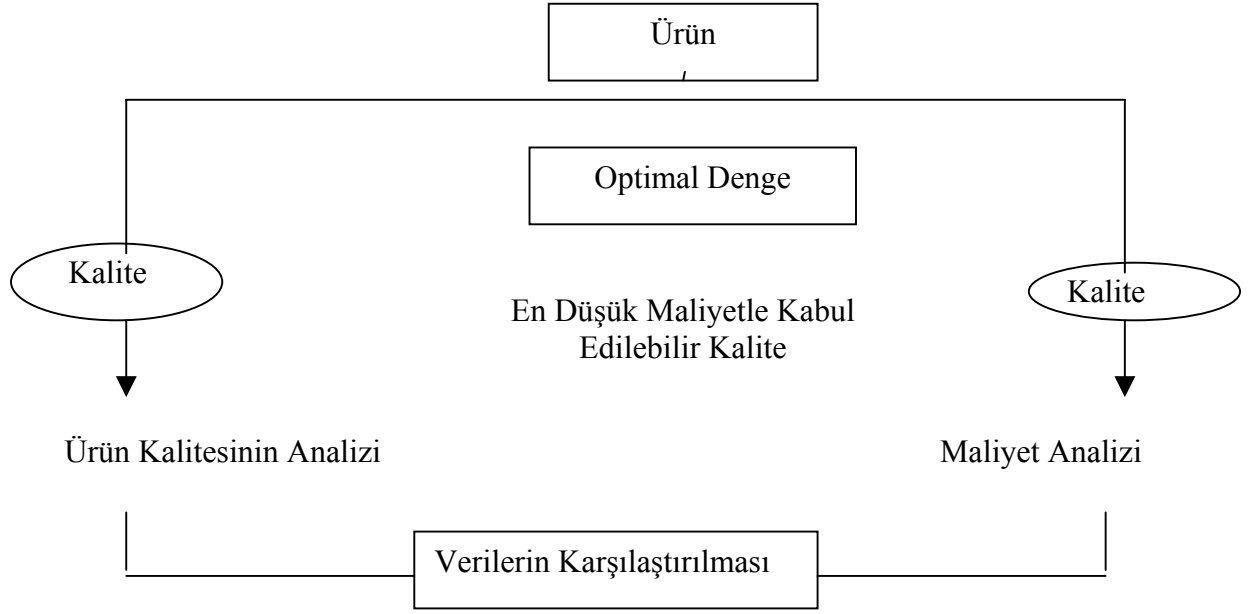 Ürün
Optimal Denge
Kalite
Kalite
En Düşük Maliyetle Kabul
Edilebilir Kalite
Ürün Kalitesinin Analizi
Maliyet Analizi
Verilerin Karşılaştırılması